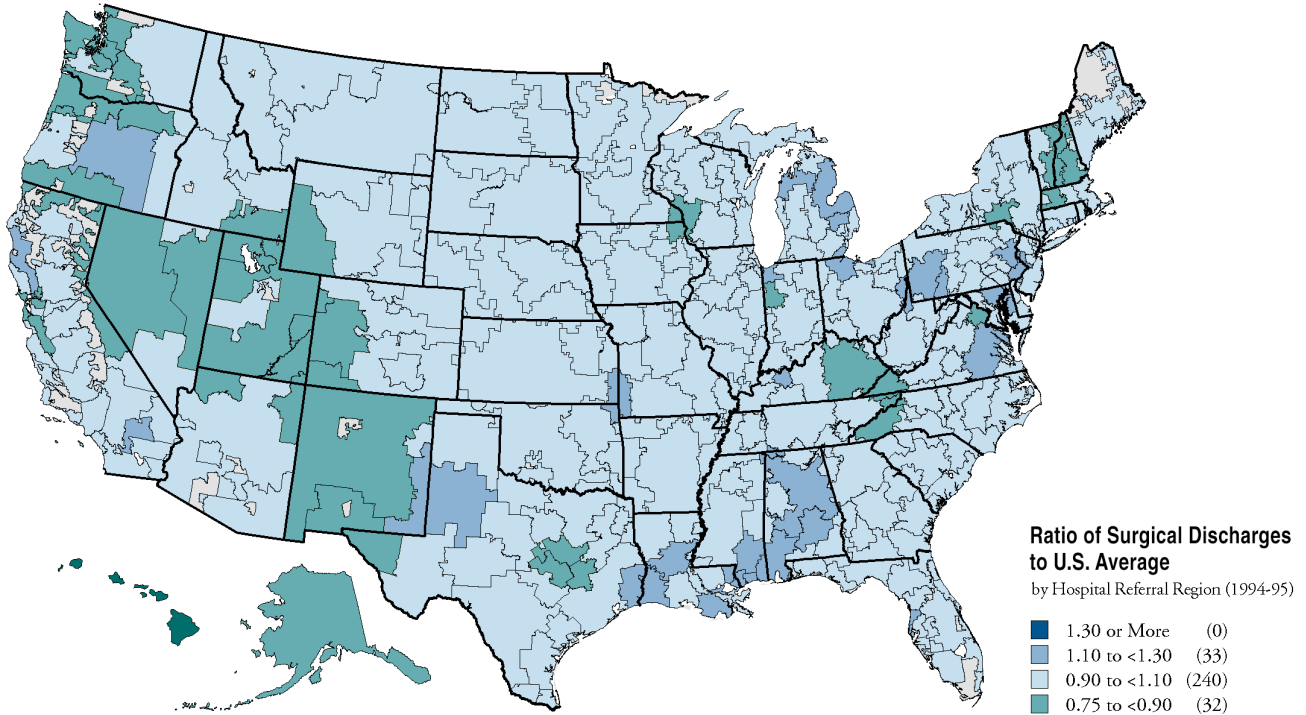 Ratio of Surgical Discharges
to U.S. Average
by Hospital Referral Region (1994-95)
1.30 or More (0)
1.10 to <1.30 (33)
0.90 to <1.10 (240)
0.75 to <0.90 (32)